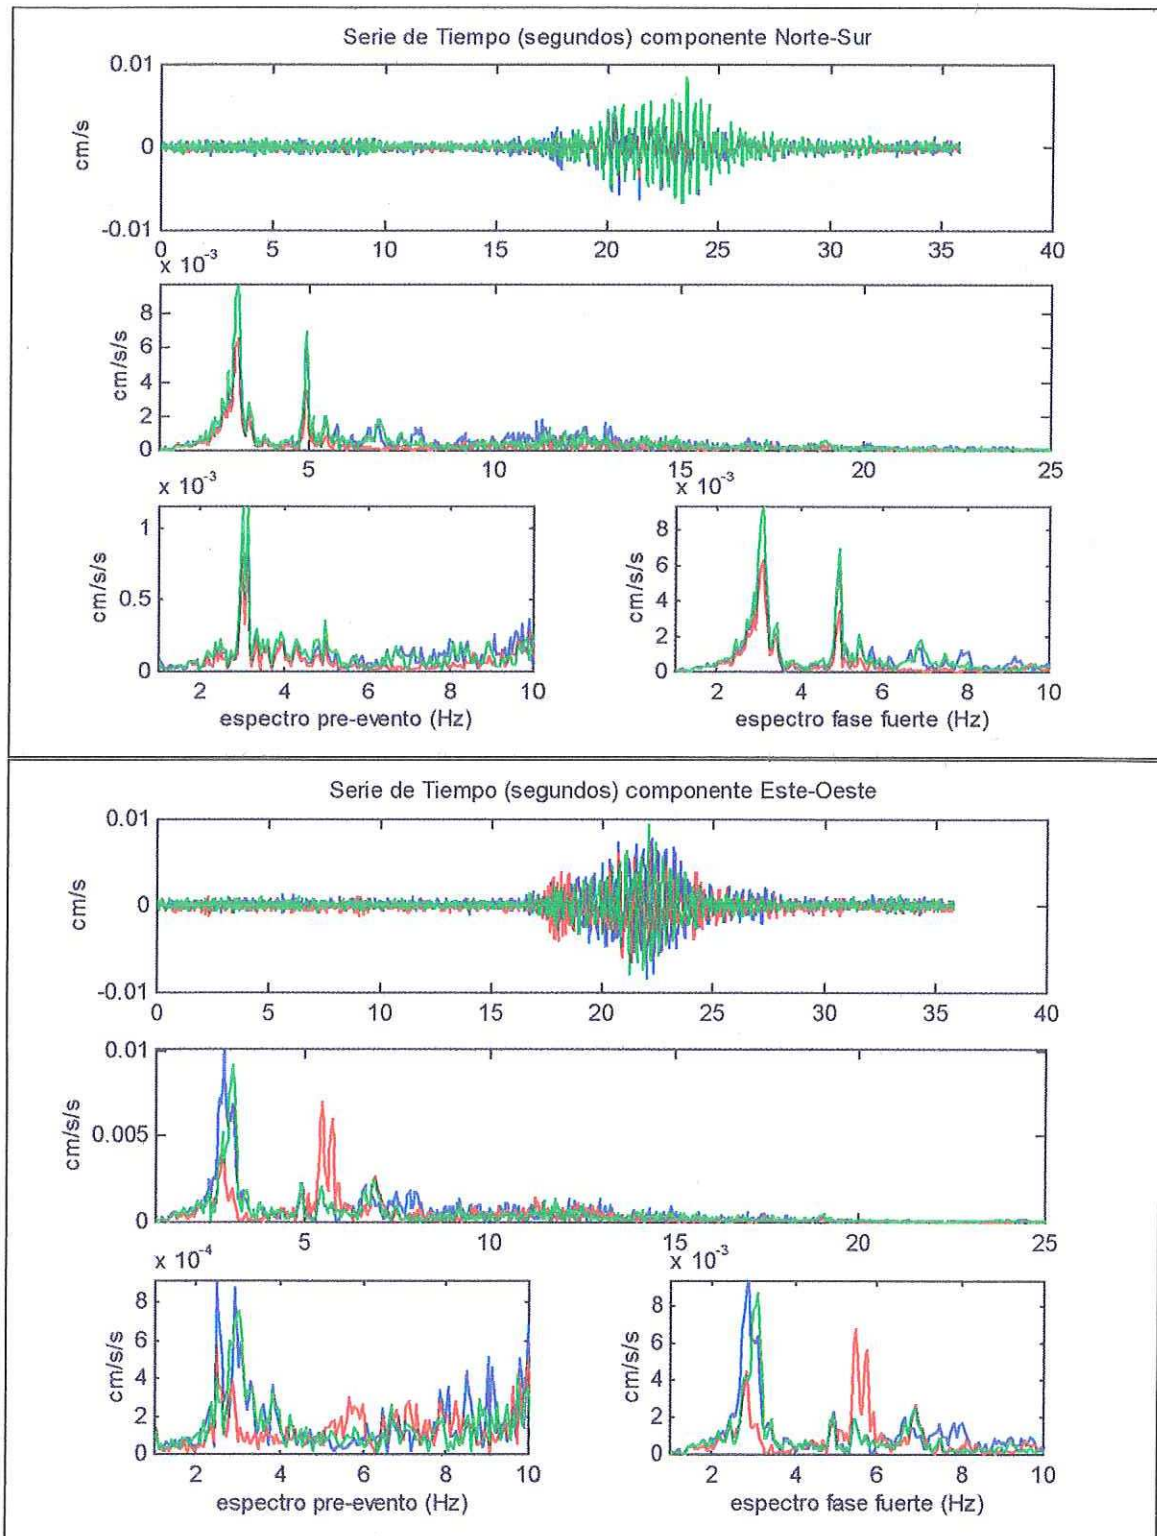 Serie de Tiempo (segundos) componente Norte-Sur
0.01
0
-0.01
cm/s
0 5 10 15 20 25 30 35 40
x 10-3
8
6
4
2
0
cm/s/s
5 10 15 20 25
x 10-3
1
0.5
0
cm/s/s
2 4 6 8 10
espectro pre-evento (Hz)
x 10-3
8
6
4
2
0
cm/s/s
2 4 6 8 10
espectro fase fuerte (Hz)
Serie de Tiempo (segundos) componente Este-Oeste
0.01
0
-0.01
cm/s
0 5 10 15 20 25 30 35 40
0.01
0.005
0
cm/s/s
5 10 15 20 25
x 10-4
8
6
4
2
0
cm/s/s
2 4 6 8 10
espectro pre-evento (Hz)
x 10-3
8
6
4
2
0
cm/s/s
2 4 6 8 10
espectro fase fuerte (Hz)